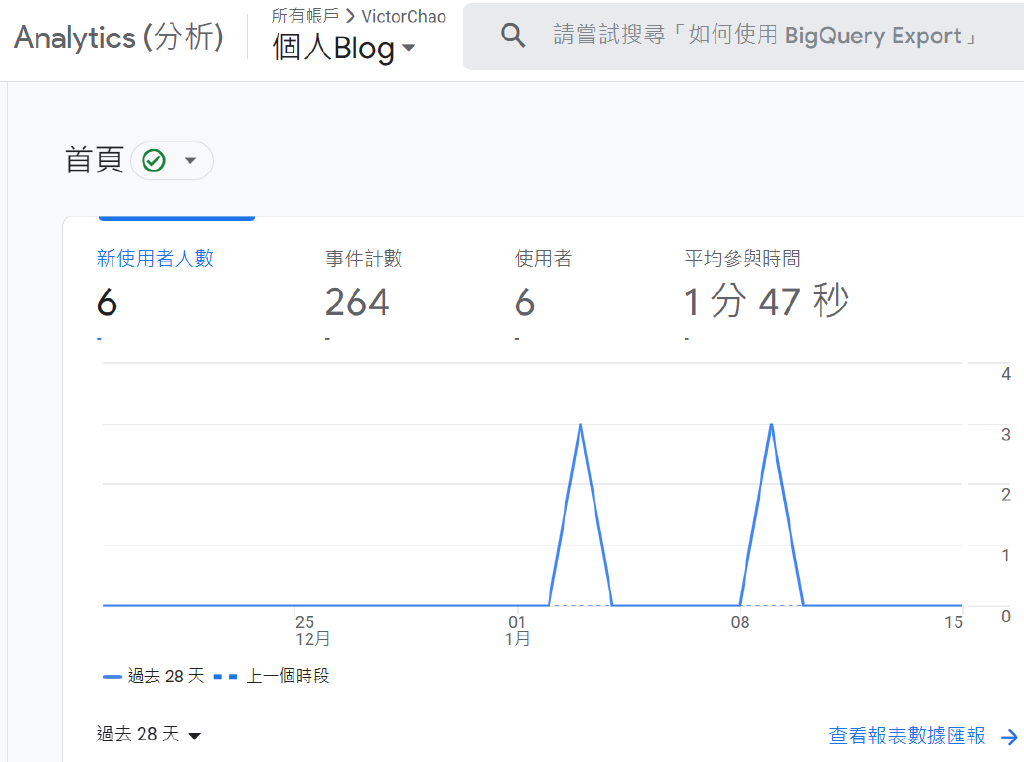 Analytics (分析)
所有帳戶 > VictorChao
個人Blog
請嘗試搜尋「如何使用 BigQuery Export」
首頁
新使用者人數
6
-
事件計數
264
-
使用者
6
-
平均參與時間
1 分 47 秒
-
4
3
2
1
0
25
12月
01
1月
08
15
過去 28 天
上一個時段
過去 28 天
查看報表數據匯報